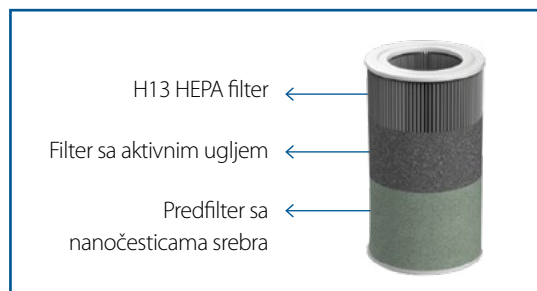 H13 HEPA filter
Filter sa aktivnim ugljem
Predfilter sa
nanočesticama srebra